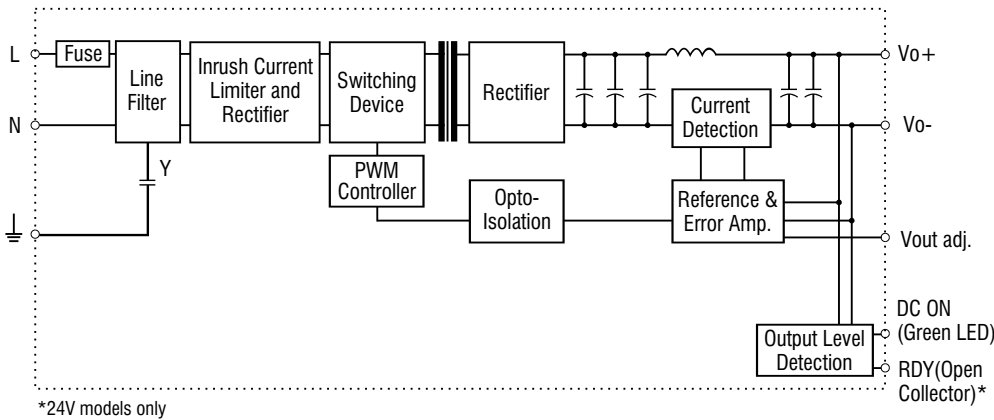 L
Fuse
Line
Filter
Inrush Current
Limiter and
Rectifier
Switching
Device
Rectifier
Current
Detection
Vo+
N
Vo-
Y
PWM
Controller
Opto-
Isolation
Reference &
Error Amp.
Vout adj.
Output Level
Detection
DC ON
(Green LED)
RDY(Open
Collector)*
*24V models only